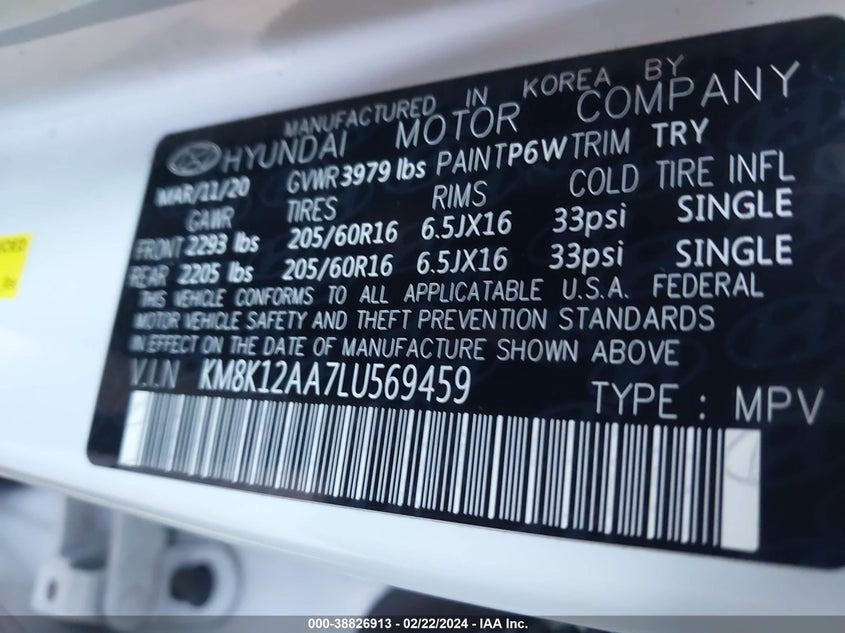 MANUFACTURED IN KOREA BY
HYUNDAI MOTOR COMPANY
MAR/11/20 GVWR 3979 lbs PAINT P6W TRIM TRY
GAWR TIRES RIMS COLD TIRE INFL
FRONT 2293 lbs 205/60R16 6.5JX16 33psi SINGLE
REAR 2205 lbs 205/60R16 6.5JX16 33psi SINGLE
THIS VEHICLE CONFORMS TO ALL APPLICATABLE U.S.A. FEDERAL
MOTOR VEHICLE SAFETY AND THEFT PREVENTION STANDARDS
IN EFFECT ON THE DATE OF MANUFACTURE SHOWN ABOVE
V.I.N KM8K12AA7LU569459 TYPE : MPV
000-38826913 - 02/22/2024 - IAA Inc.